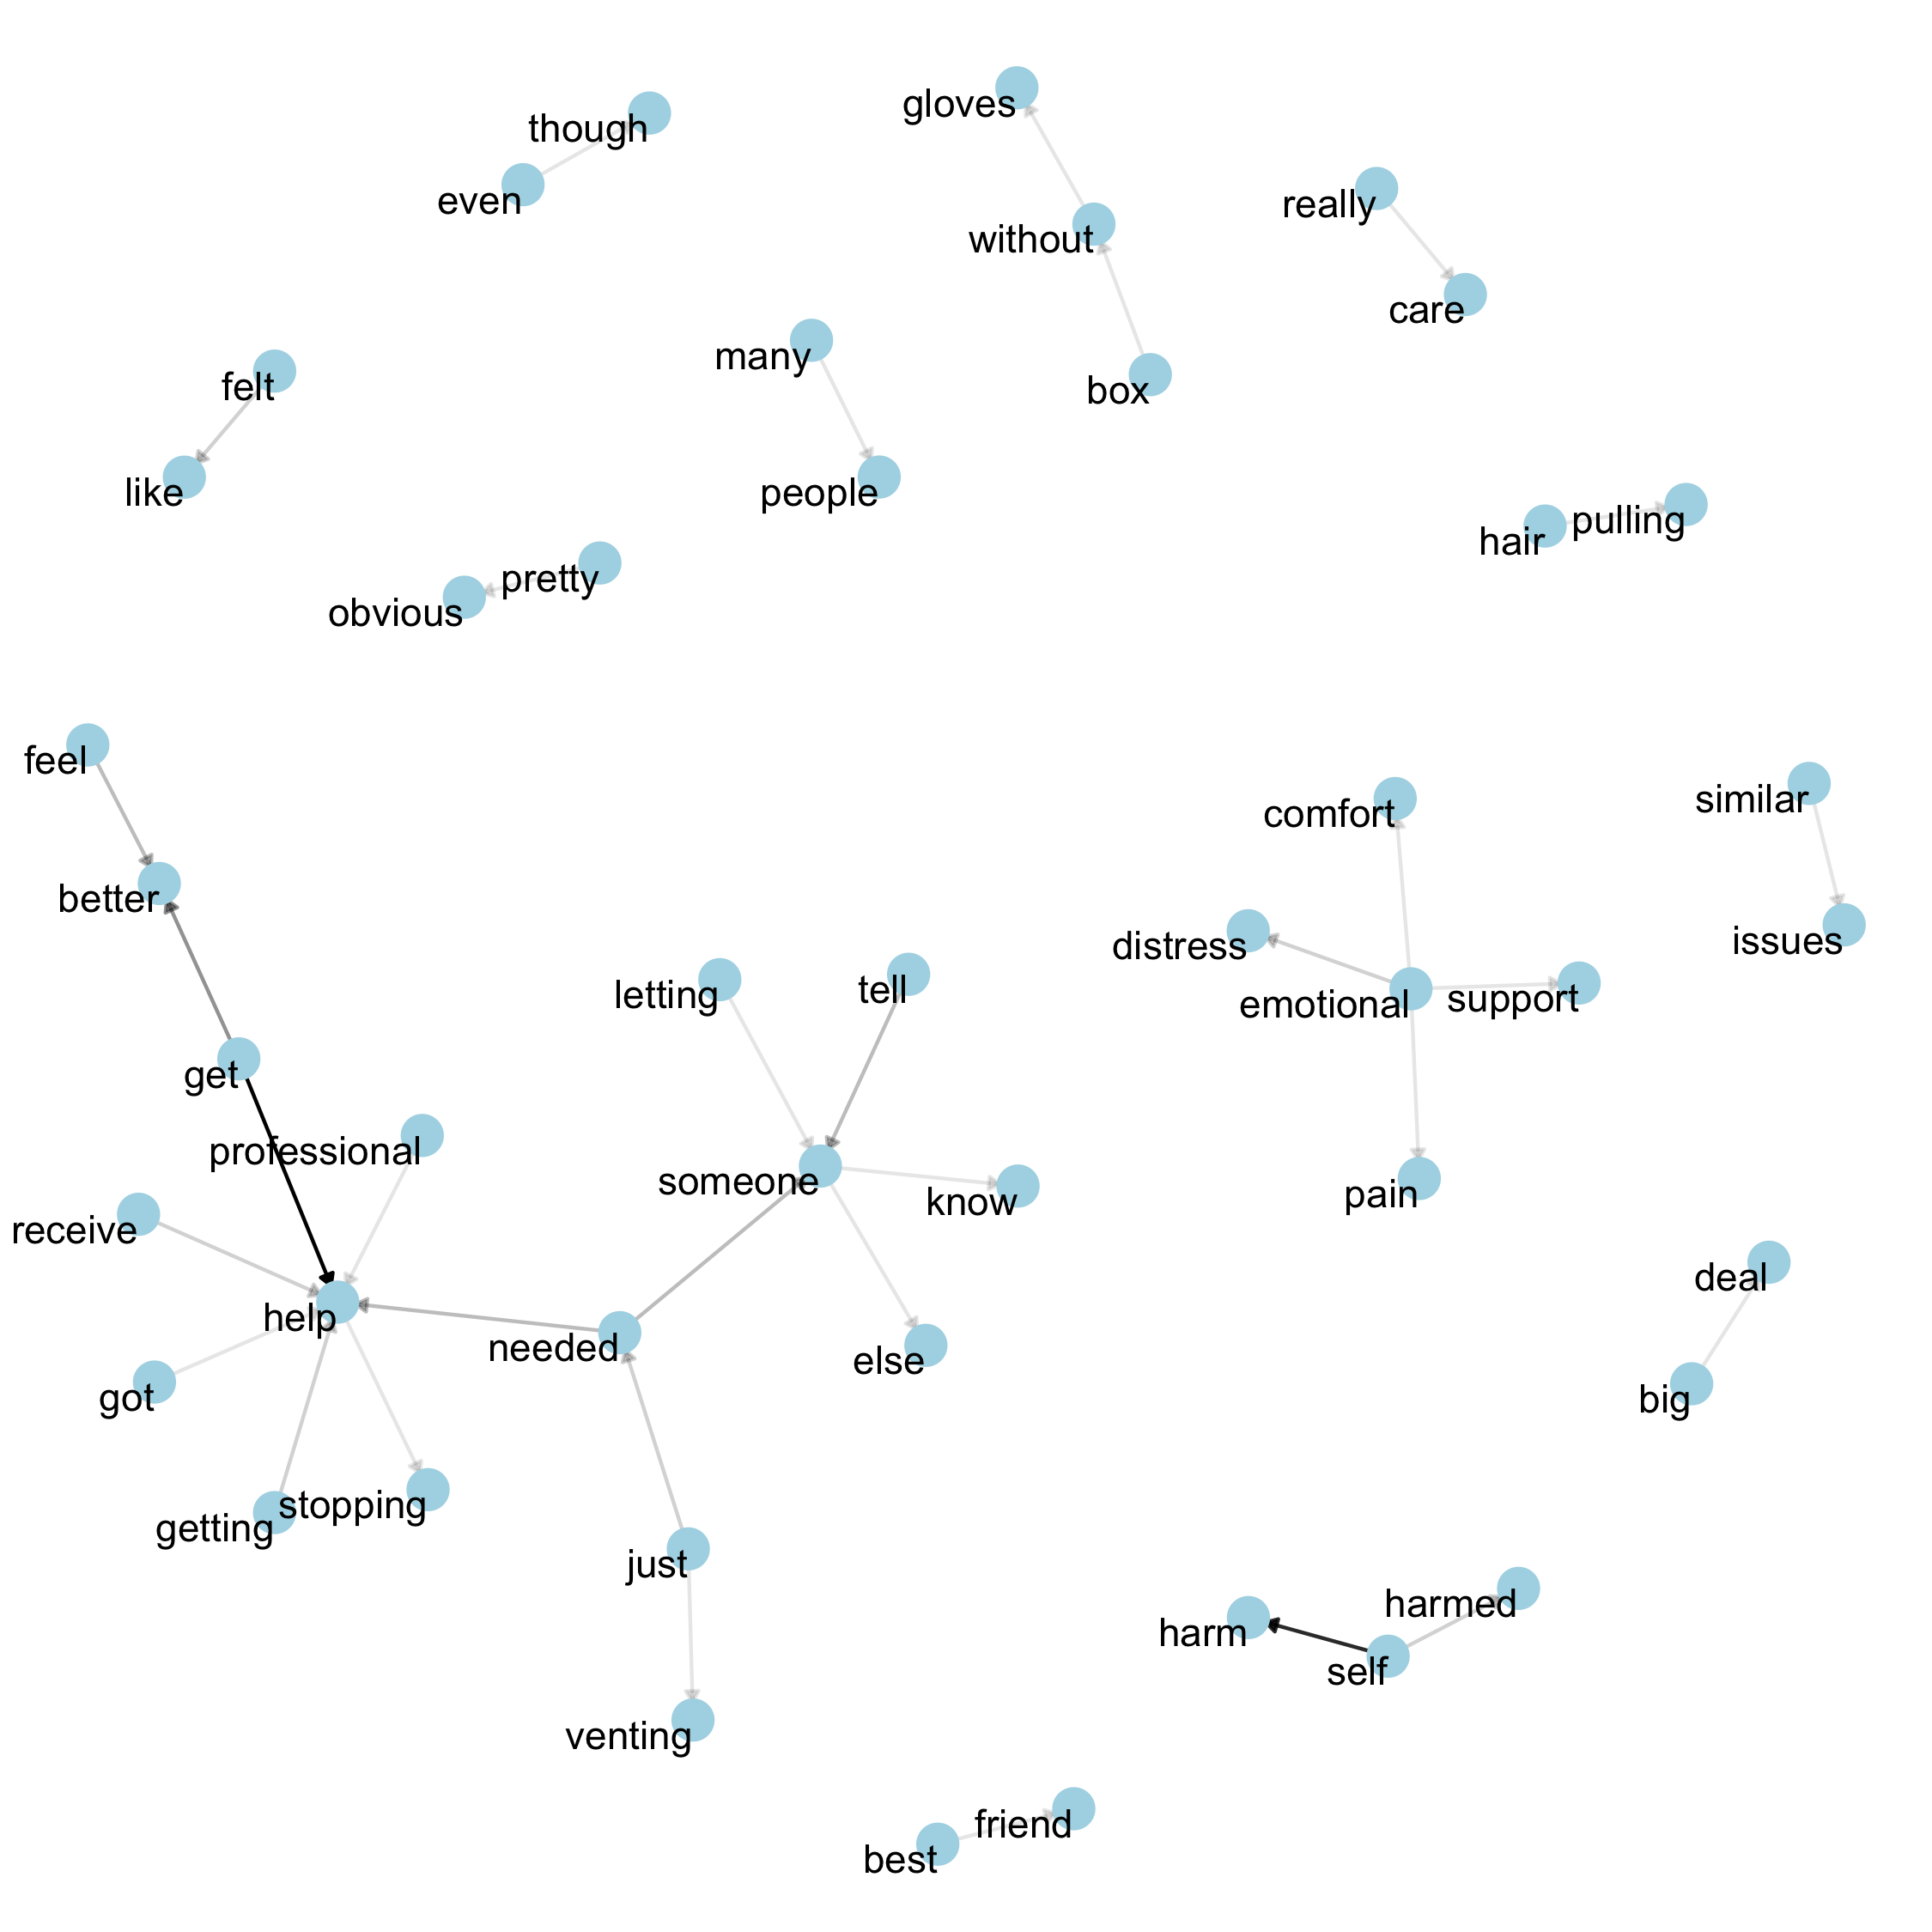 gloves
though
even
really
without
care
many
felt
box
people
like
pulling
hair
pretty
obvious
feel
similar
comfort
better
issues
distress
letting
tell
support
emotional
get
professional
someone
know
pain
receive
deal
help
needed
else
got
big
stopping
getting
just
harmed
harm
self
venting
friend
best